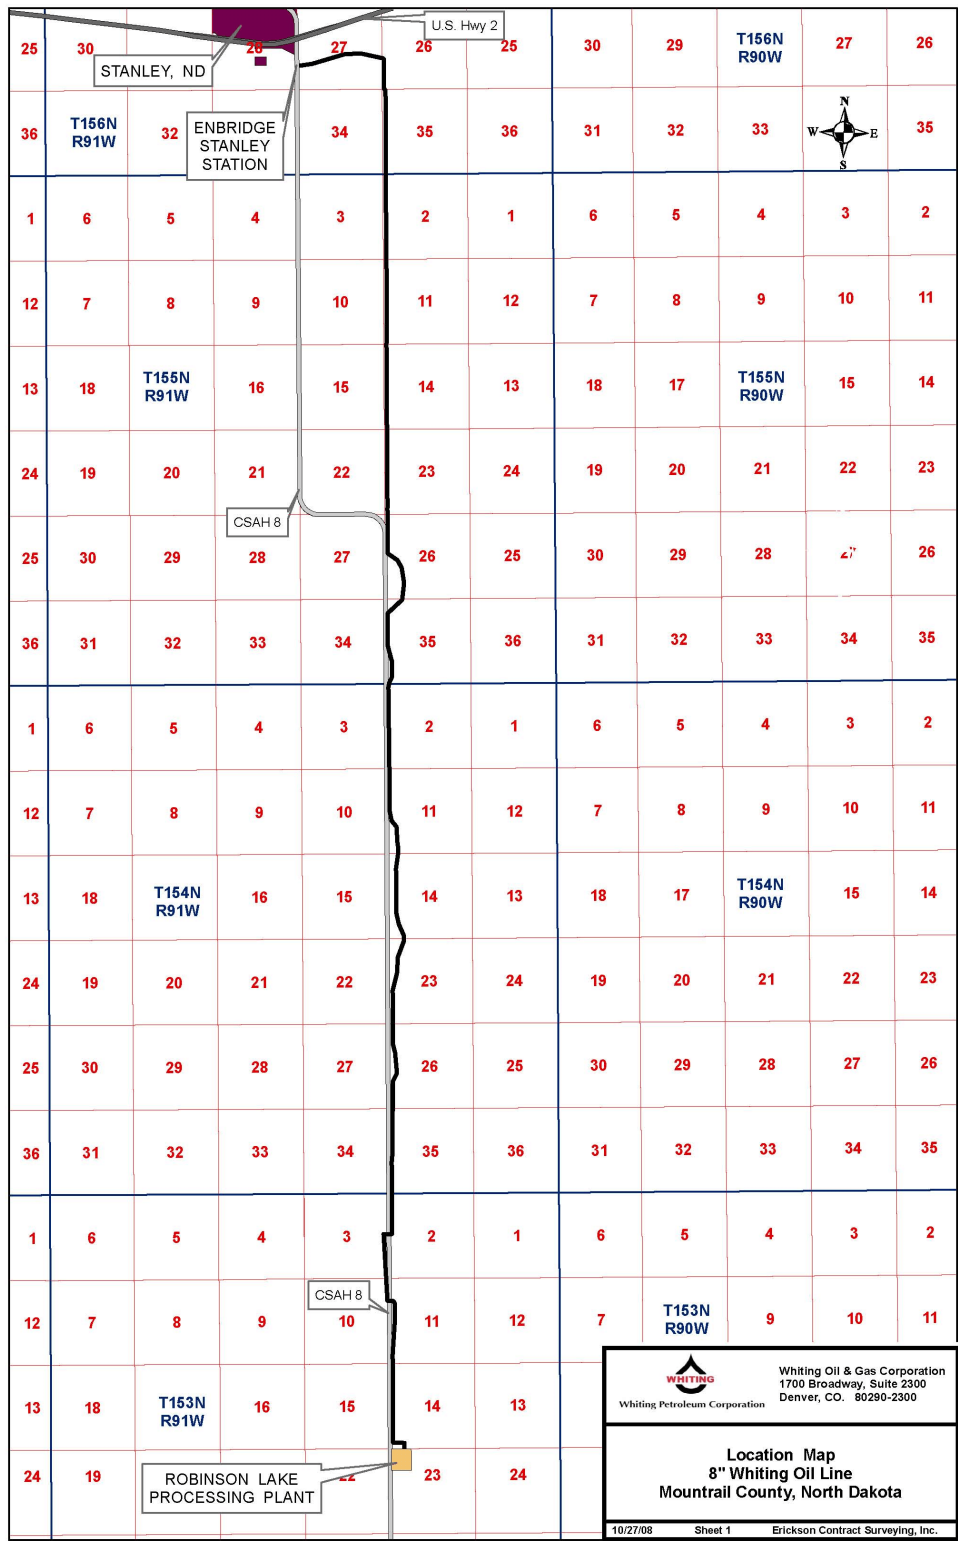 U.S. Hwy 2
25 30 28 27 26 25 30 29 T156N 27 26
R90W
STANLEY, ND
36 T156N 32 34 35 36 31 32 33 35
R91W
ENBRIDGE
STANLEY
STATION
N
W E
S
1 6 5 4 3 2 1 6 5 4 3 2
12 7 8 9 10 11 12 7 8 9 10 11
13 18 T155N 16 15 14 13 18 17 T155N 15 14
R91W R90W
24 19 20 21 22 23 24 19 20 21 22 23
CSAH 8
25 30 29 28 27 26 25 30 29 28 27 26
36 31 32 33 34 35 36 31 32 33 34 35
1 6 5 4 3 2 1 6 5 4 3 2
12 7 8 9 10 11 12 7 8 9 10 11
13 18 T154N 16 15 14 13 18 17 T154N 15 14
R91W R90W
24 19 20 21 22 23 24 19 20 21 22 23
25 30 29 28 27 26 25 30 29 28 27 26
36 31 32 33 34 35 36 31 32 33 34 35
1 6 5 4 3 2 1 6 5 4 3 2
CSAH 8
12 7 8 9 10 11 12 7 T153N 9 10 11
R90W
13 18 T153N 16 15 14 13
R91W
24 19 22 23 24
ROBINSON LAKE
PROCESSING PLANT
WHITING
Whiting Petroleum Corporation
Whiting Oil & Gas Corporation
1700 Broadway, Suite 2300
Denver, CO. 80290-2300
Location Map
8" Whiting Oil Line
Mountrail County, North Dakota
10/27/08 Sheet 1 Erickson Contract Surveying, Inc.